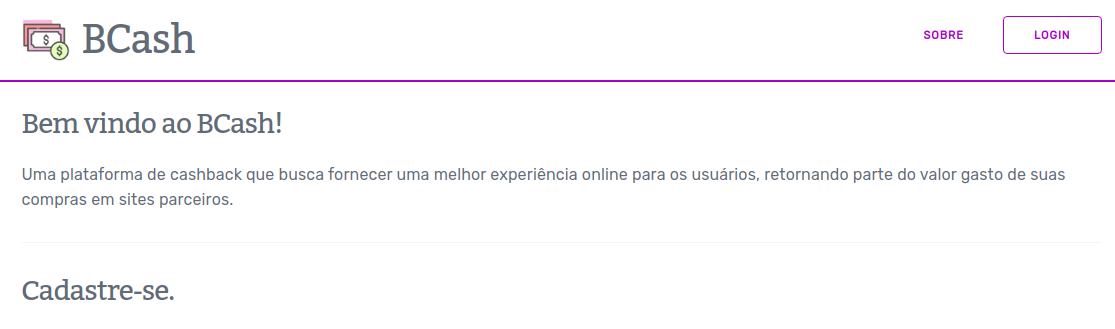 BCash
SOBRE
LOGIN
Bem vindo ao BCash!
Uma plataforma de cashback que busca fornecer uma melhor experiência online para os usuários, retornando parte do valor gasto de suas
compras em sites parceiros.
Cadastre-se.